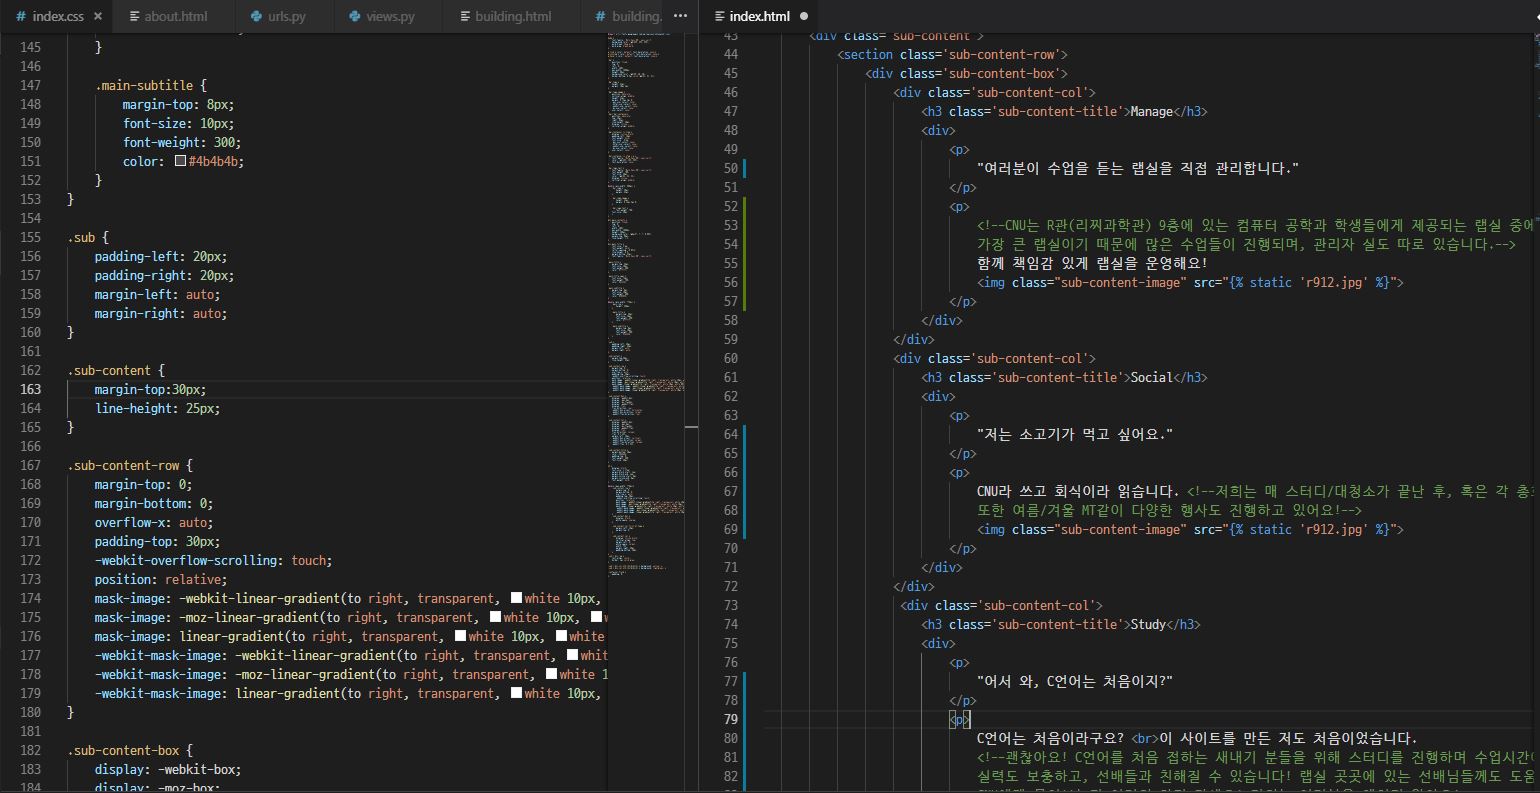 index.css
about.html
urls.py
views.py
building.html
building.
index.html
145 }
146
147 .main-subtitle {
148 margin-top: 8px;
149 font-size: 10px;
150 font-weight: 300;
151 color: #4b4b4b;
152 }
153 }
154
155 .sub {
156 padding-left: 20px;
157 padding-right: 20px;
158 margin-left: auto;
159 margin-right: auto;
160 }
161
162 .sub-content {
163 margin-top:30px;
164 line-height: 25px;
165 }
166
167 .sub-content-row {
168 margin-top: 0;
169 margin-bottom: 0;
170 overflow-x: auto;
171 padding-top: 30px;
172 -webkit-overflow-scrolling: touch;
173 position: relative;
174 mask-image: -webkit-linear-gradient(to right, transparent, white 10px,
175 mask-image: -moz-linear-gradient(to right, transparent, white 10px, w
176 mask-image: linear-gradient(to right, transparent, white 10px, white
177 -webkit-mask-image: -webkit-linear-gradient(to right, transparent, whit
178 -webkit-mask-image: -moz-linear-gradient(to right, transparent, white 1
179 -webkit-mask-image: linear-gradient(to right, transparent, white 10px,
180 }
181
182 .sub-content-box {
183 display: -webkit-box;
184 display: -moz-box;
43 <div class='sub-content'>
44 <section class='sub-content-row'>
45 <div class='sub-content-box'>
46 <div class='sub-content-col'>
47 <h3 class='sub-content-title'>Manage</h3>
48 <div>
49 <p>
50 "여러분이 수업을 듣는 랩실을 직접 관리합니다."
51 </p>
52 <p>
53 <!--CNU는 R관(리찌과학관) 9층에 있는 컴퓨터 공학과 학생들에게 제공되는 랩실 중에
54 가장 큰 랩실이기 때문에 많은 수업들이 진행되며, 관리자 실도 따로 있습니다.-->
55 함께 책임감 있게 랩실을 운영해요!
56 <img class="sub-content-image" src="{% static 'r912.jpg' %}">
57 </p>
58 </div>
59 </div>
60 <div class='sub-content-col'>
61 <h3 class='sub-content-title'>Social</h3>
62 <div>
63 <p>
64 "저는 소고기가 먹고 싶어요."
65 </p>
66 <p>
67 CNU라 쓰고 회식이라 읽습니다. <!--저희는 매 스터디/대청소가 끝난 후, 혹은 각 총
68 또한 여름/겨울 MT같이 다양한 행사도 진행하고 있어요!-->
69 <img class="sub-content-image" src="{% static 'r912.jpg' %}">
70 </p>
71 </div>
72 </div>
73 <div class='sub-content-col'>
74 <h3 class='sub-content-title'>Study</h3>
75 <div>
76 <p>
77 "어서 와, C언어는 처음이지?"
78 </p>
79 <p>
80 C언어는 처음이라구요? <br>이 사이트를 만든 저도 처음이었습니다.
81 <!--괜찮아요! C언어를 처음 접하는 새내기 분들을 위해 스터디를 진행하며 수업시간에
82 실력도 보충하고, 선배들과 친해질 수 있습니다! 랩실 곳곳에 있는 선배님들께도 도움